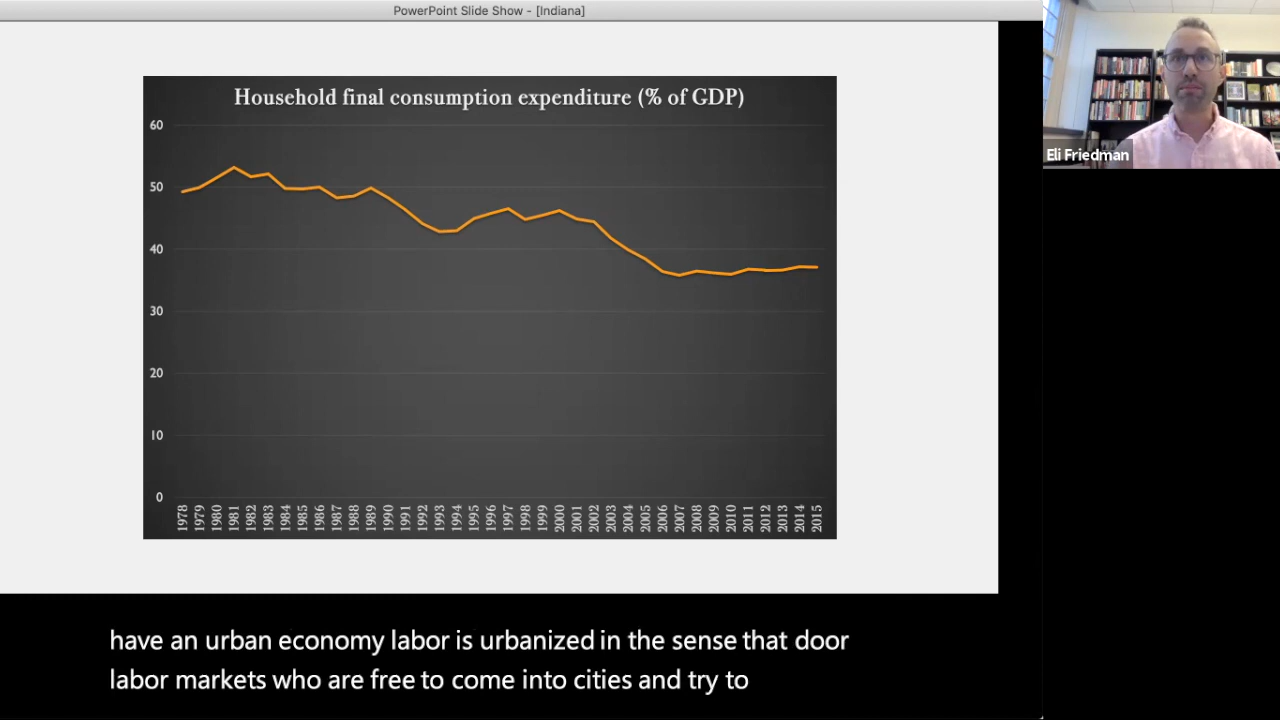 PowerPoint Slide Show - [Indiana]
Household final consumption expenditure (% of GDP)
60
50
40
30
20
10
0
1978 1979 1980 1981 1982 1983 1984 1985 1986 1987 1988 1989 1990 1991 1992 1993 1994 1995 1996 1997 1998 1999 2000 2001 2002 2003 2004 2005 2006 2007 2008 2009 2010 2011 2012 2013 2014 2015
Eli Friedman
have an urban economy labor is urbanized in the sense that door
labor markets who are free to come into cities and try to